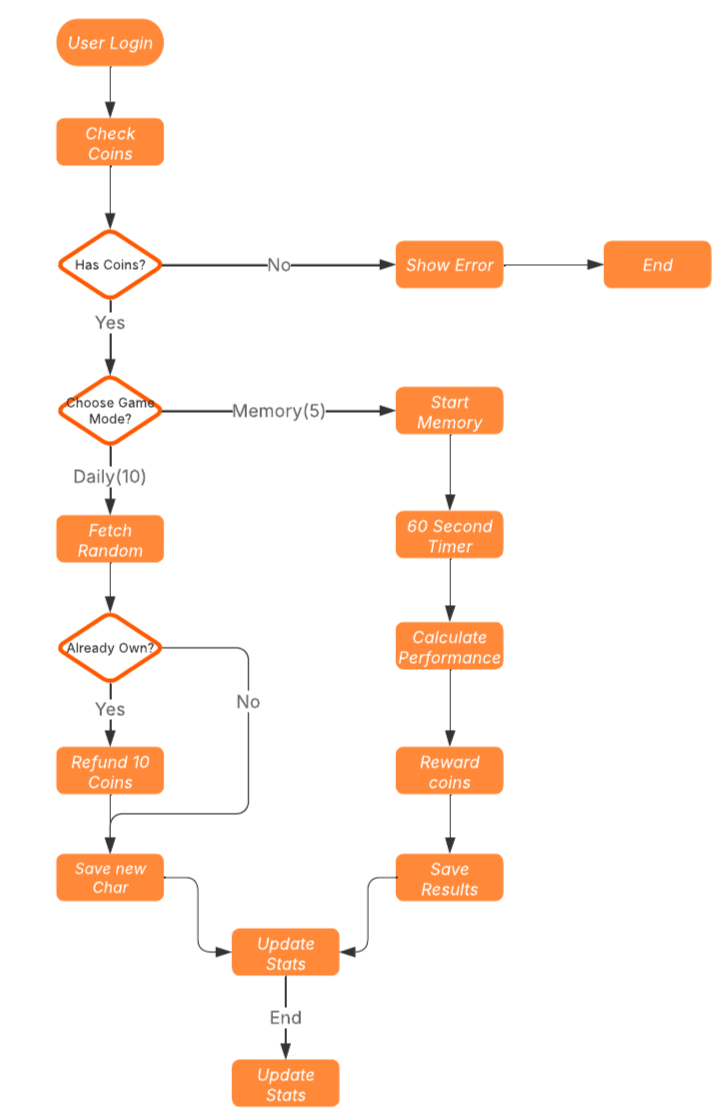 User Login
Check
Coins
Has Coins?
No
Show Error
End
Yes
Choose Game
Mode?
Memory(5)
Start
Memory
Daily(10)
Fetch
Random
60 Second
Timer
Already Own?
Calculate
Performance
Yes
No
Refund 10
Coins
Reward
coins
Save new
Char
Save
Results
Update
Stats
End
Update
Stats